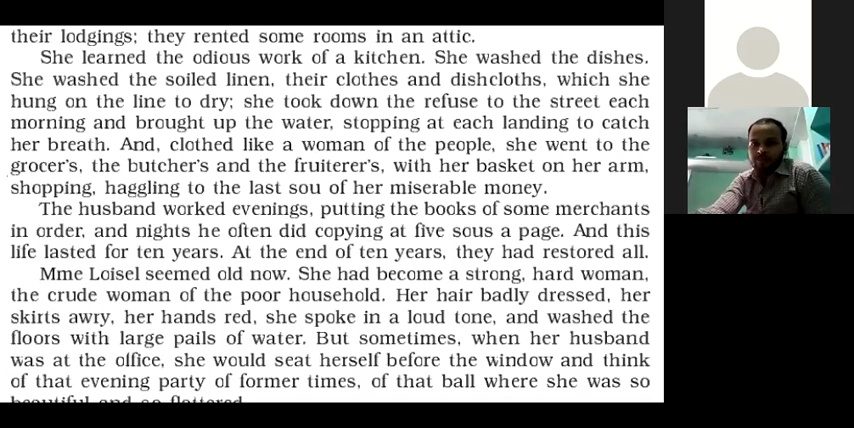 their lodgings; they rented some rooms in an attic.
She learned the odious work of a kitchen. She washed the dishes.
She washed the soiled linen, their clothes and dishcloths, which she
hung on the line to dry; she took down the refuse to the street each
morning and brought up the water, stopping at each landing to catch
her breath. And, clothed like a woman of the people, she went to the
grocer's, the butcher's and the fruiterer's, with her basket on her arm,
shopping, haggling to the last sou of her miserable money.
The husband worked evenings, putting the books of some merchants
in order, and nights he often did copying at five sous a page. And this
life lasted for ten years. At the end of ten years, they had restored all.
Mme Loisel seemed old now. She had become a strong, hard woman,
the crude woman of the poor household. Her hair badly dressed, her
skirts awry, her hands red, she spoke in a loud tone, and washed the
floors with large pails of water. But sometimes, when her husband
was at the office, she would seat herself before the window and think
of that evening party of former times, of that ball where she was so
beautiful and so flattered.